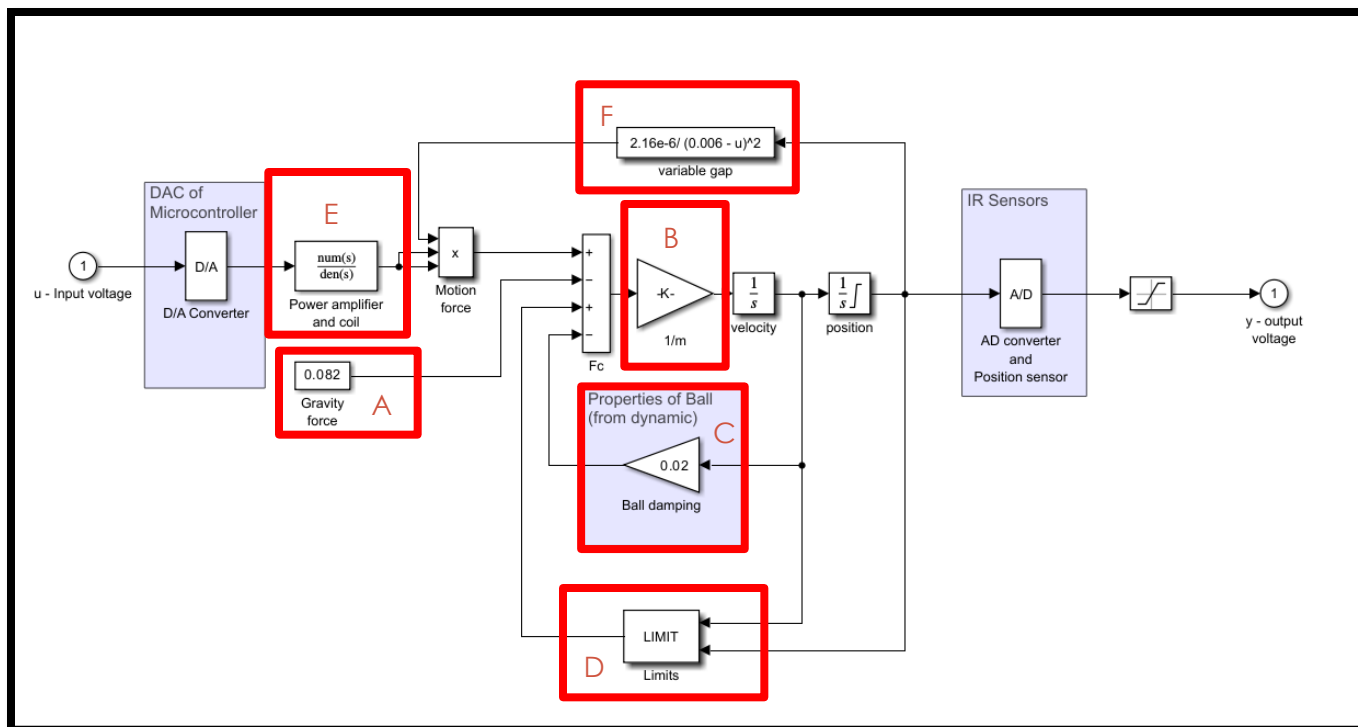 F
2.16e-6/ (0.006 - u)^2
variable gap
DAC of
Microcontroller
1
u - Input voltage
D/A
D/A Converter
E
num(s)
den(s)
Power amplifier
and coil
x
Motion
force
0.082
Gravity
force
A
+
−
+
−
Fc
B
-K-
1/m
1
s
velocity
1
s
position
Properties of Ball
(from dynamic)
C
0.02
Ball damping
LIMIT
D
Limits
IR Sensors
A/D
AD converter
and
Position sensor
1
y - output
voltage